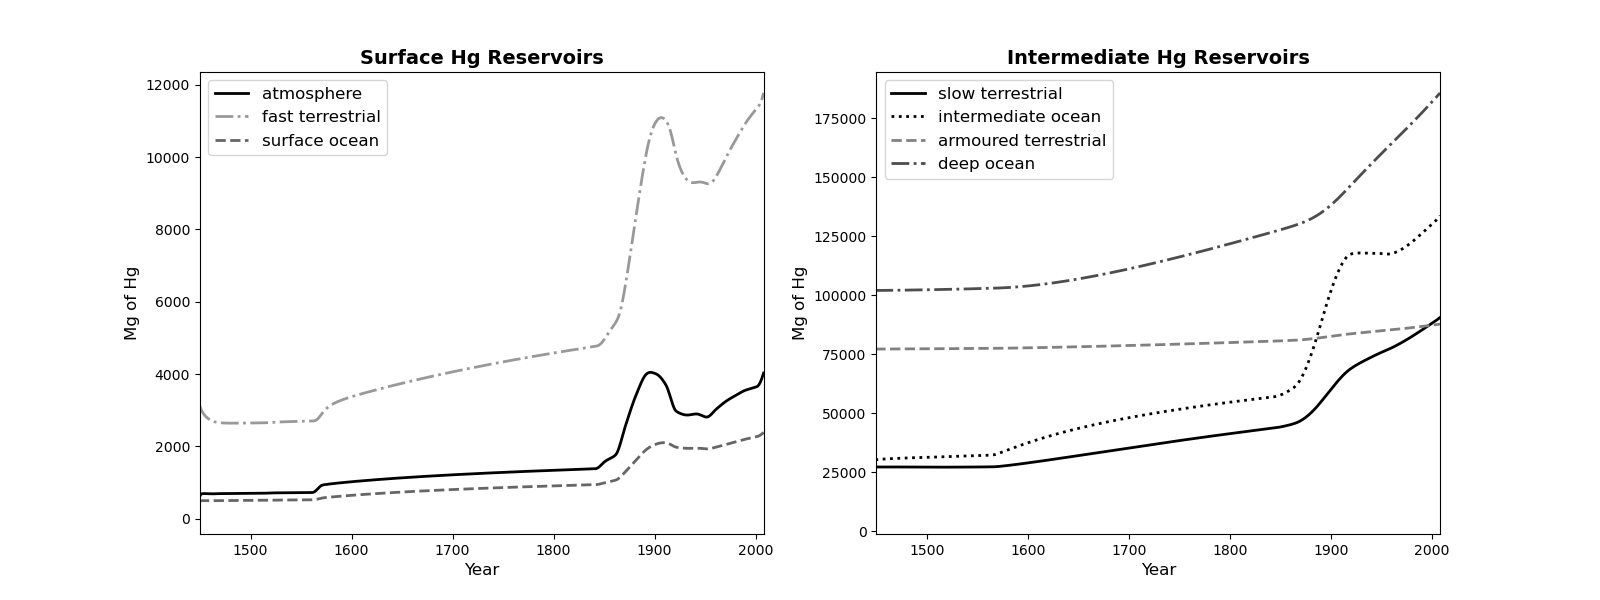 Surface Hg Reservoirs
12000
10000
8000
6000
4000
2000
0
Mg of Hg
atmosphere
fast terrestrial
surface ocean
1500 1600 1700 1800 1900 2000
Year
Intermediate Hg Reservoirs
175000
150000
125000
100000
75000
50000
25000
0
Mg of Hg
slow terrestrial
intermediate ocean
armoured terrestrial
deep ocean
1500 1600 1700 1800 1900 2000
Year